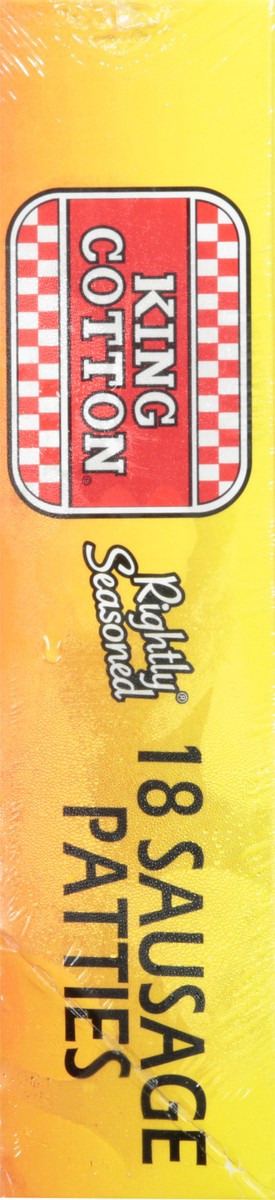 KING
COTTON®
Rightly®
Seasoned
18 SAUSAGE
PATTIES